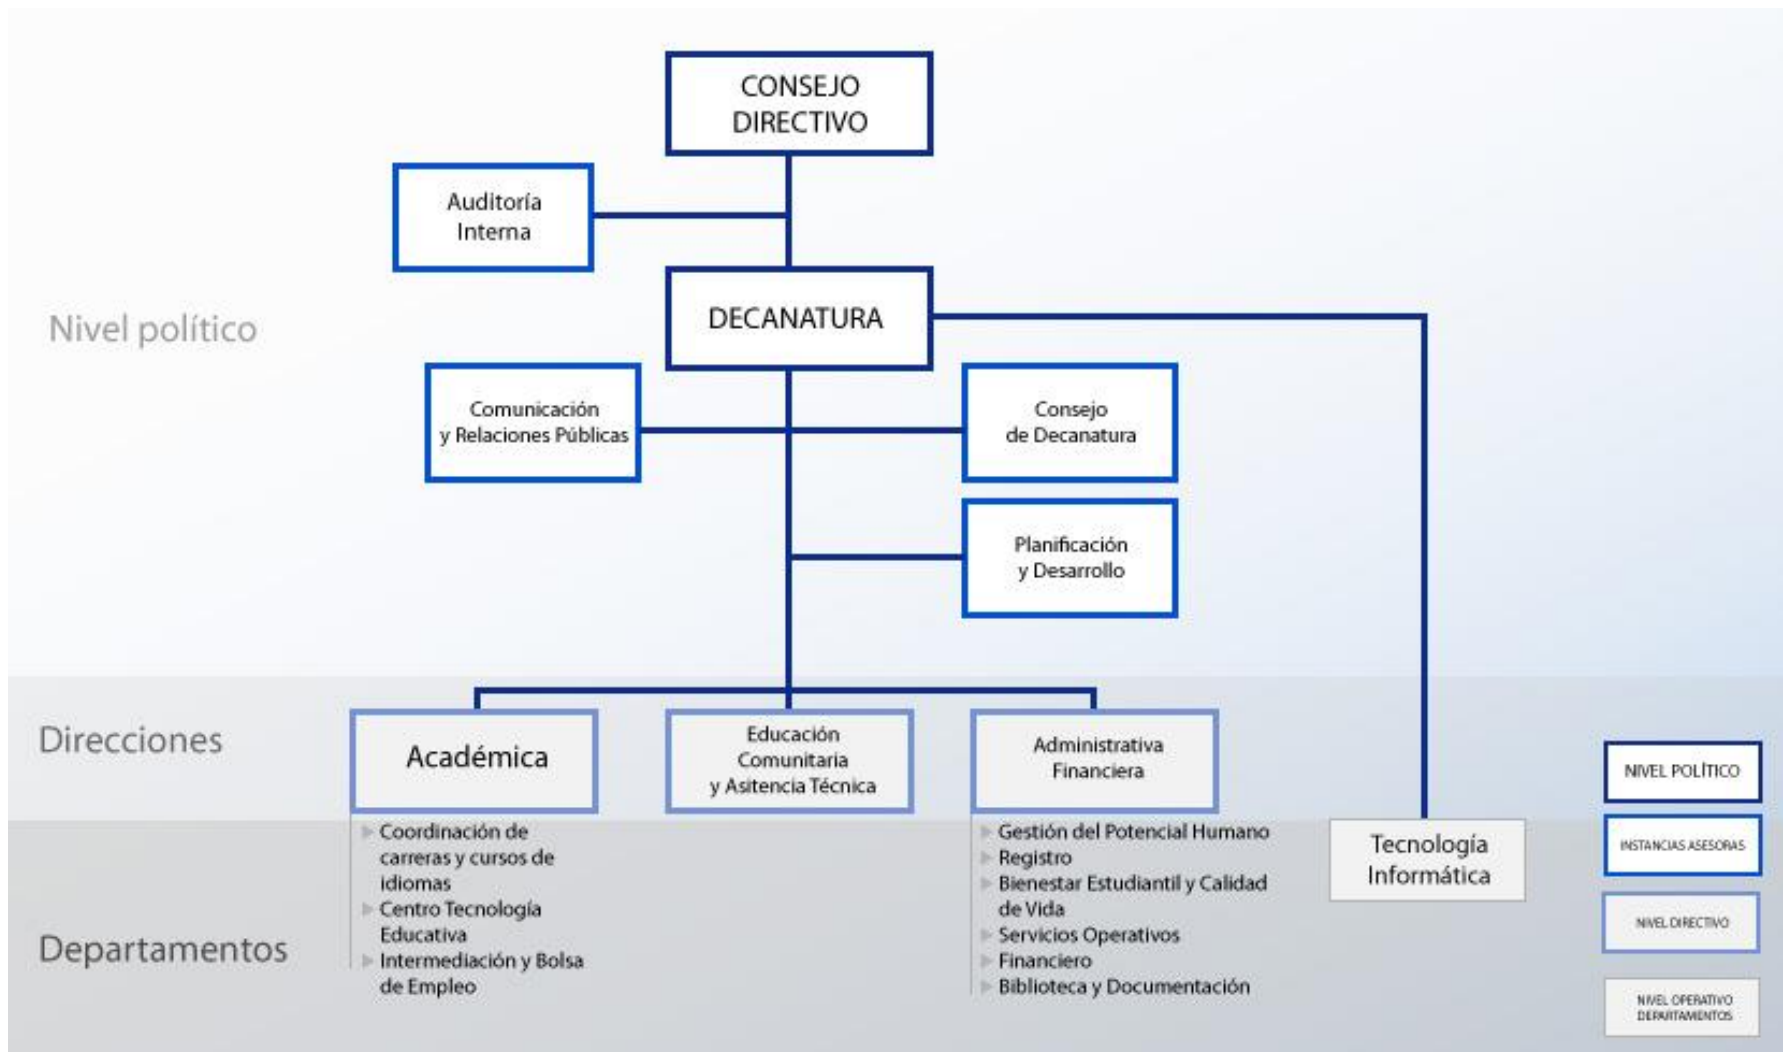 CONSEJO
DIRECTIVO
Auditoría
Interna
Nivel político
DECANATURA
Comunicación
y Relaciones Públicas
Consejo
de Decanatura
Planificación
y Desarrollo
Direcciones
Académica
Educación
Comunitaria
y Asitencia Técnica
Administrativa
Financiera
Departamentos
Coordinación de
carreras y cursos de
idiomas
Centro Tecnología
Educativa
Intermediación y Bolsa
de Empleo
Gestión del Potencial Humano
Registro
Bienestar Estudiantil y Calidad
de Vida
Servicios Operativos
Financiero
Biblioteca y Documentación
Tecnología
Informática
NIVEL POLÍTICO
INSTANCIAS ASESORAS
NIVEL DIRECTIVO
NIVEL OPERATIVO
DEPARTAMENTOS